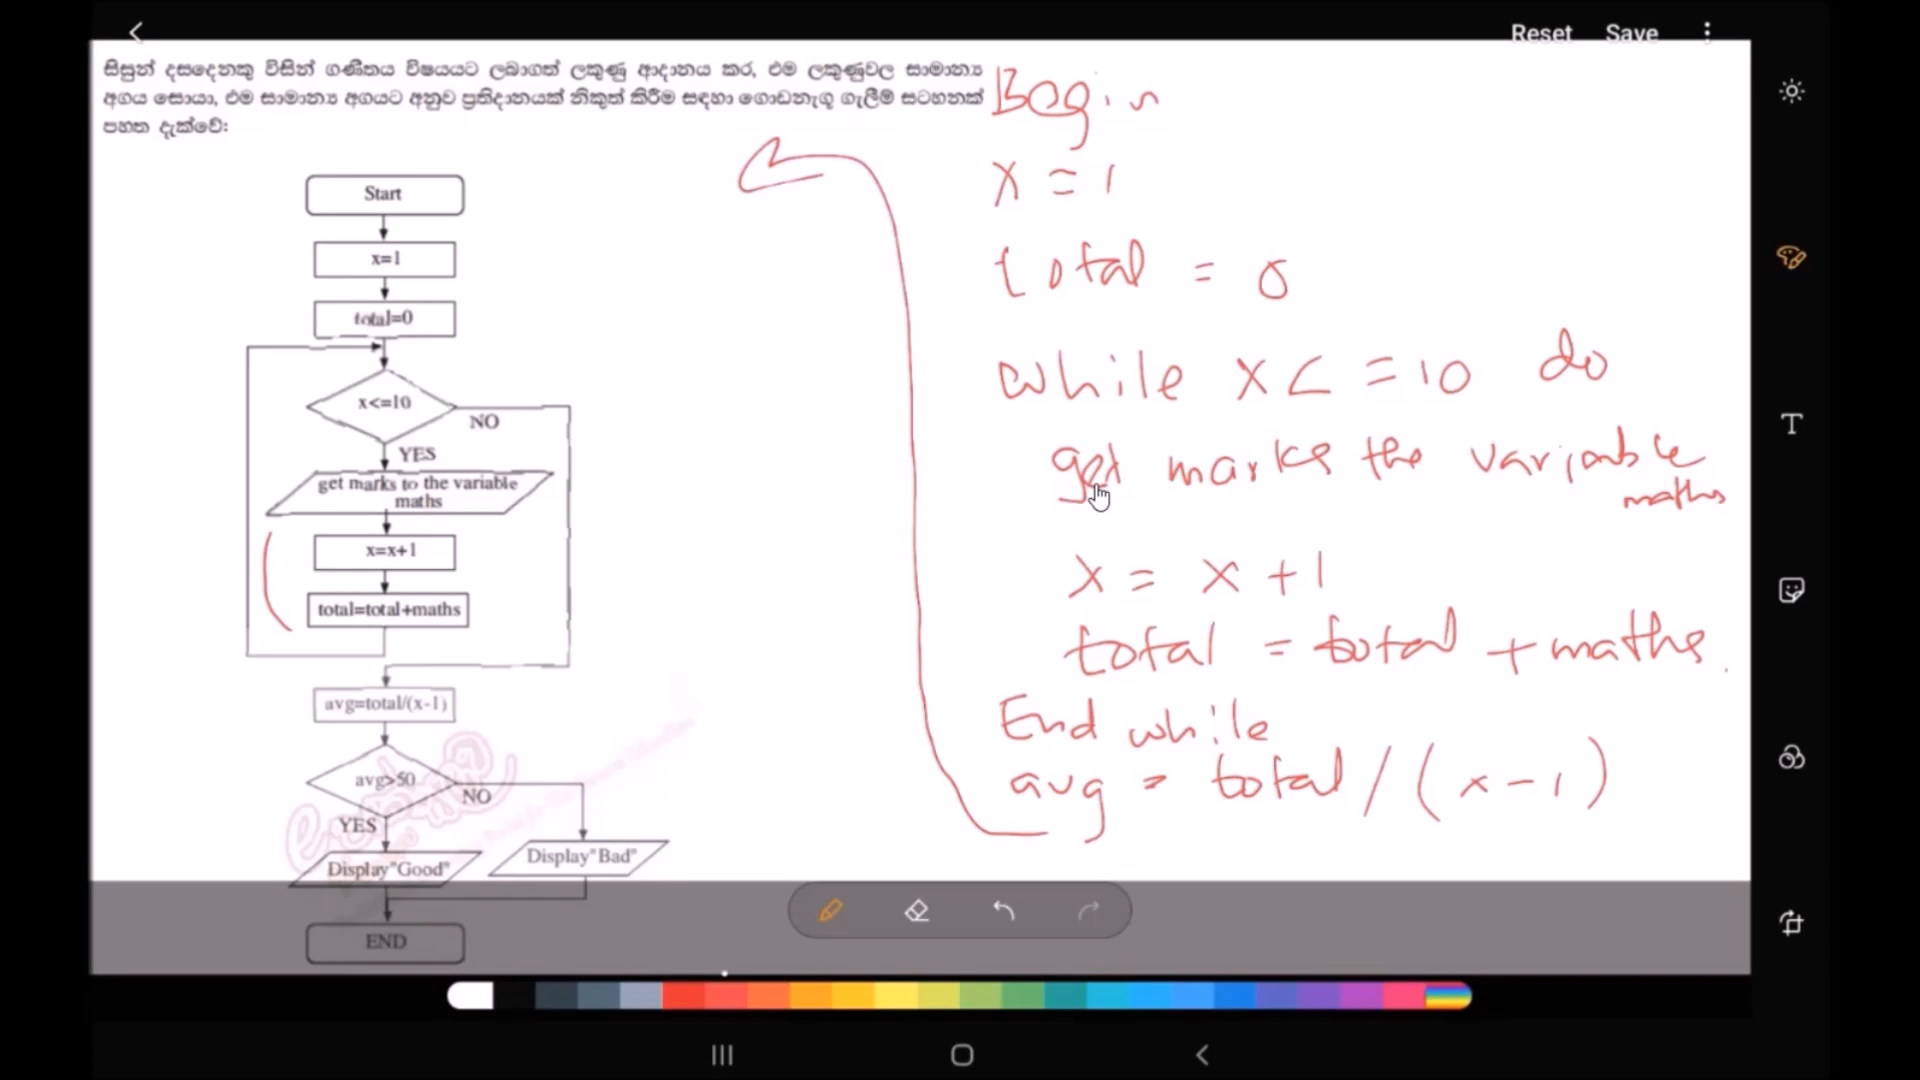 Reset Save
සිසුන් දසදෙනකු විසින් ගණිතය විෂයයට ලබාගත් ලකුණු ආදානය කර, එම ලකුණුවල සාමාන්‍ය
අගය සොයා, එම සාමාන්‍ය අගයට අනුව ප්‍රතිදානයක් නිකුත් කිරීම සඳහා ගොඩනැගූ ගැලීම් සටහනක්
පහත දැක්වේ:
Start
x=1
total=0
x<=10
NO
YES
get marks to the variable
maths
x=x+1
total=total+maths
avg=total/(x-1)
avg>50
NO
YES
Display"Good"
Display"Bad"
END
Begin
x = 1
total = 0
while x < = 10 do
get marks the variable
maths
x = x + 1
total = total + maths.
End while
avg = total / (x - 1)
T